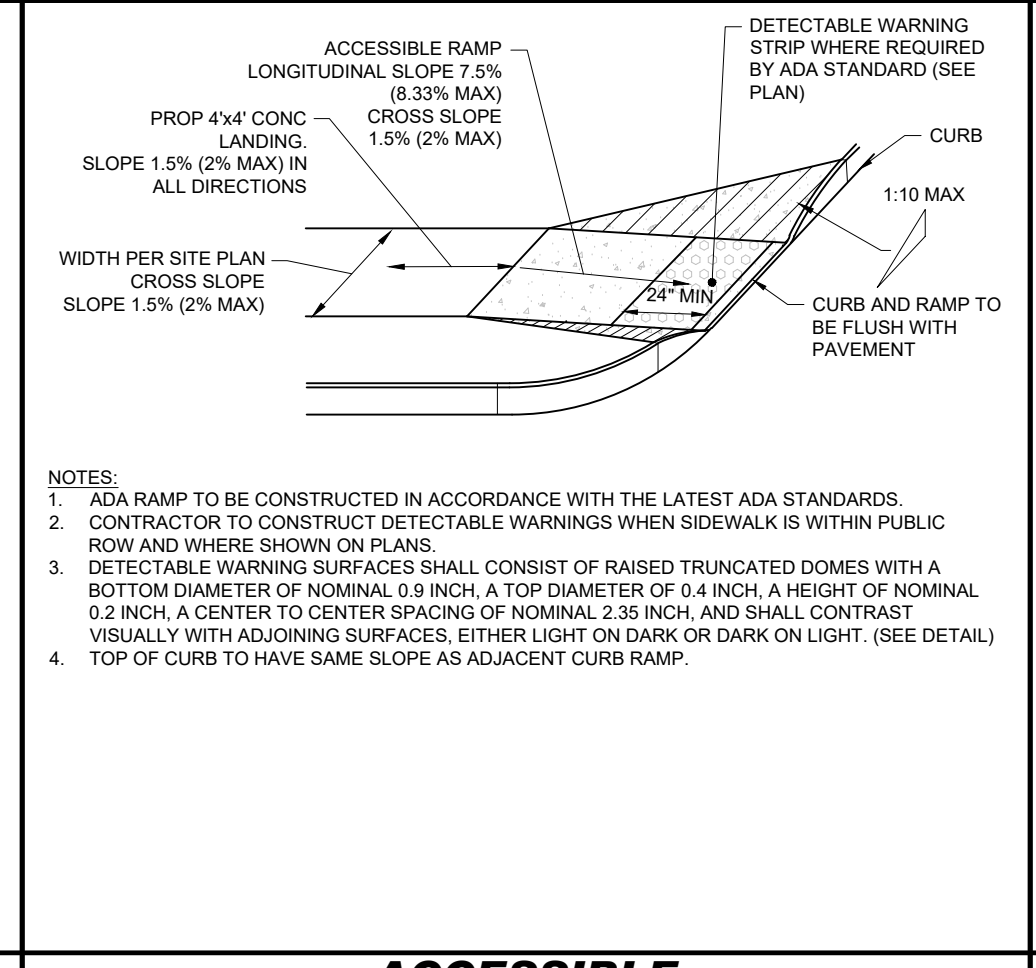 DETECTABLE WARNING
STRIP WHERE REQUIRED
BY ADA STANDARD (SEE
PLAN)
ACCESSIBLE RAMP
LONGITUDINAL SLOPE 7.5%
(8.33% MAX)
CROSS SLOPE
1.5% (2% MAX)
PROP 4'x4' CONC
LANDING.
SLOPE 1.5% (2% MAX) IN
ALL DIRECTIONS
CURB
1:10 MAX
WIDTH PER SITE PLAN
CROSS SLOPE
SLOPE 1.5% (2% MAX)
24" MIN
CURB AND RAMP TO
BE FLUSH WITH
PAVEMENT
NOTES:
1. ADA RAMP TO BE CONSTRUCTED IN ACCORDANCE WITH THE LATEST ADA STANDARDS.
2. CONTRACTOR TO CONSTRUCT DETECTABLE WARNINGS WHEN SIDEWALK IS WITHIN PUBLIC
ROW AND WHERE SHOWN ON PLANS.
3. DETECTABLE WARNING SURFACES SHALL CONSIST OF RAISED TRUNCATED DOMES WITH A
BOTTOM DIAMETER OF NOMINAL 0.9 INCH, A TOP DIAMETER OF 0.4 INCH, A HEIGHT OF NOMINAL
0.2 INCH, A CENTER TO CENTER SPACING OF NOMINAL 2.35 INCH, AND SHALL CONTRAST
VISUALLY WITH ADJOINING SURFACES, EITHER LIGHT ON DARK OR DARK ON LIGHT. (SEE DETAIL)
4. TOP OF CURB TO HAVE SAME SLOPE AS ADJACENT CURB RAMP.
ACCESSIBLE